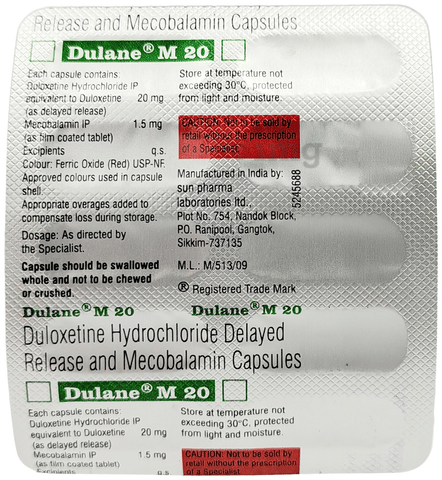 Release and Mecobalamin Capsules
Dulane® M 20
Each capsule contains:
Duloxetine Hydrochloride IP
equivalent to Duloxetine 20 mg
(as delayed release)
Mecobalamin IP 1.5 mg
(as film coated tablet)
Excipients q.s.
Colour: Ferric Oxide (Red) USP-NF.
Approved colours used in capsule
shell.
Appropriate overages added to
compensate loss during storage.
Dosage: As directed by
the Specialist.
Capsule should be swallowed
whole and not to be chewed
or crushed.
Store at temperature not
exceeding 30°C, protected
from light and moisture.
CAUTION: Not to be sold by
retail without the prescription
of a Specialist.
Manufactured in India by:
sun pharma
laboratories ltd.,
Plot No. 754, Nandok Block,
P.O. Ranipool, Gangtok,
Sikkim-737135
M.L.: M/513/09
® Registered Trade Mark
5245688
Dulane® M 20 Dulane® M 20
Duloxetine Hydrochloride Delayed
Release and Mecobalamin Capsules
Dulane® M 20
Each capsule contains:
Duloxetine Hydrochloride IP
equivalent to Duloxetine 20 mg
(as delayed release)
Mecobalamin IP 1.5 mg
(as film coated tablet)
Excipients q.s.
Store at temperature not
exceeding 30°C, protected
from light and moisture.
CAUTION: Not to be sold by
retail without the prescription
of a Specialist.